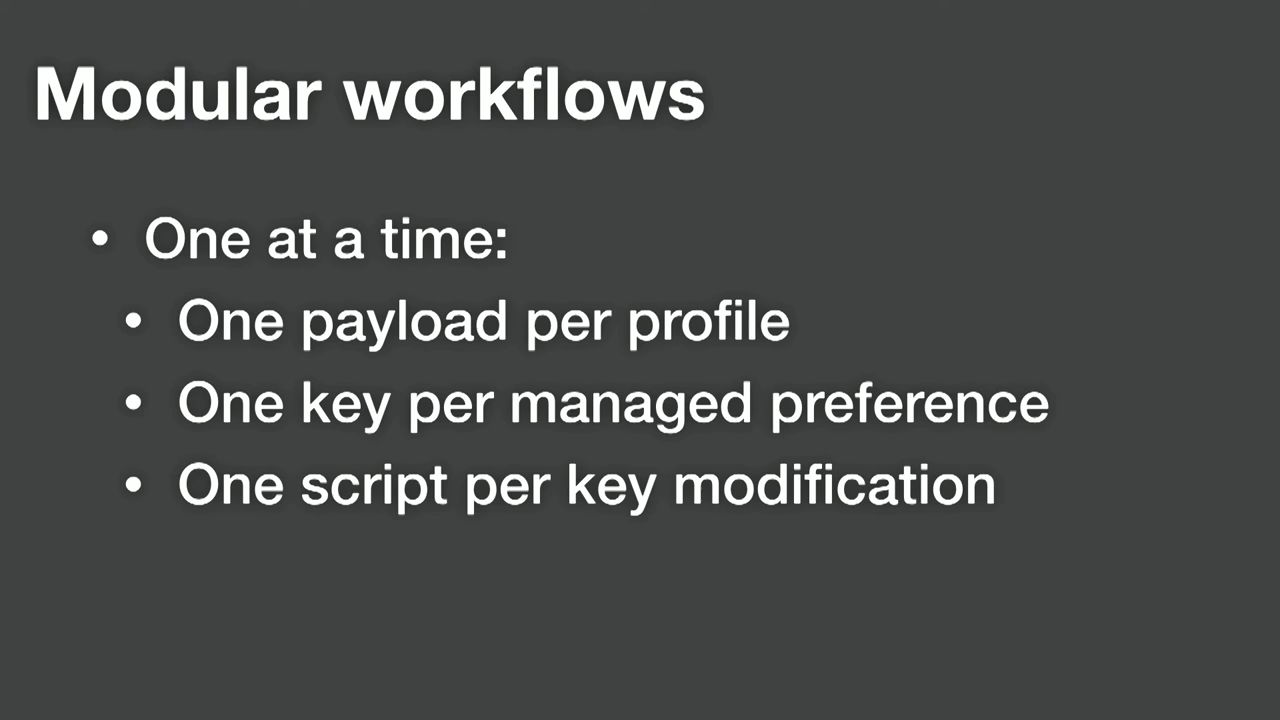 Modular workflows
• One at a time:
• One payload per profile
• One key per managed preference
• One script per key modification